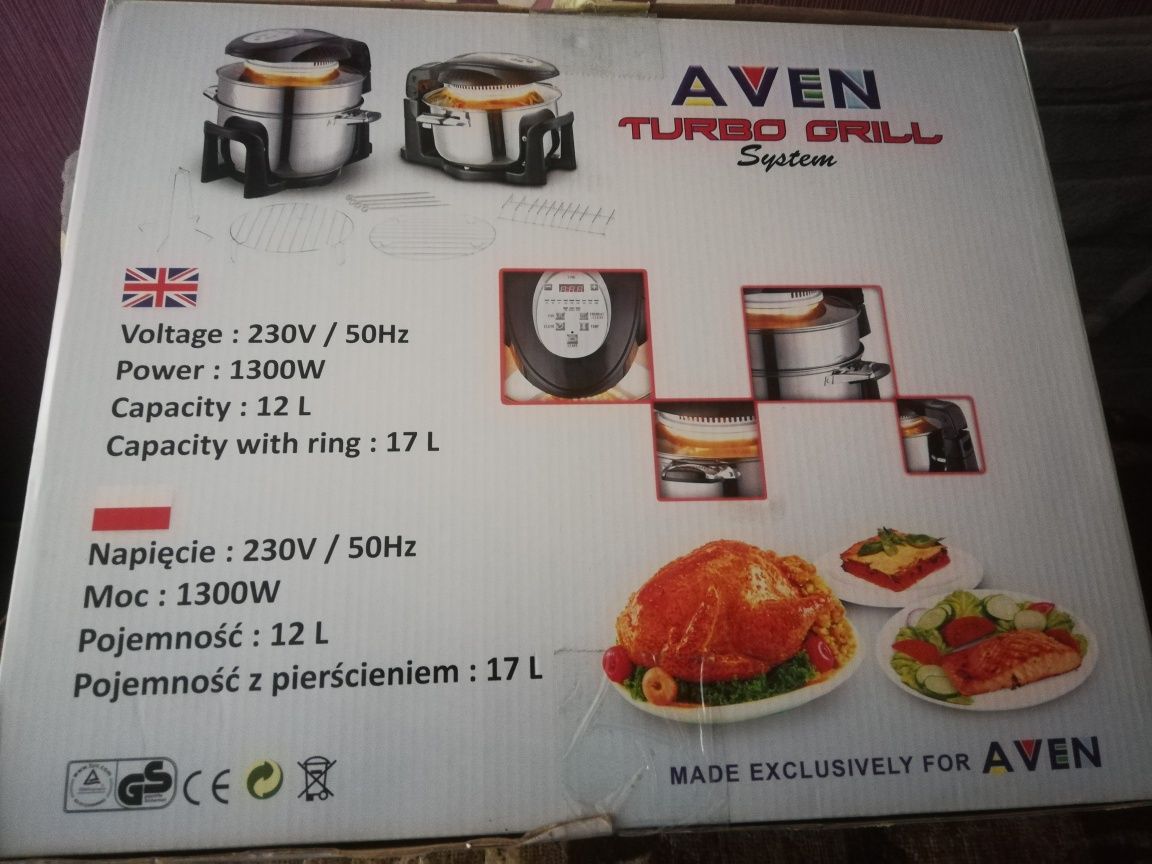 AVEN
TURBO GRILL
System
Voltage : 230V / 50Hz
Power : 1300W
Capacity : 12 L
Capacity with ring : 17 L
Napięcie : 230V / 50Hz
Moc : 1300W
Pojemność : 12 L
Pojemność z pierścieniem : 17 L
GS
CE
MADE EXCLUSIVELY FOR AVEN